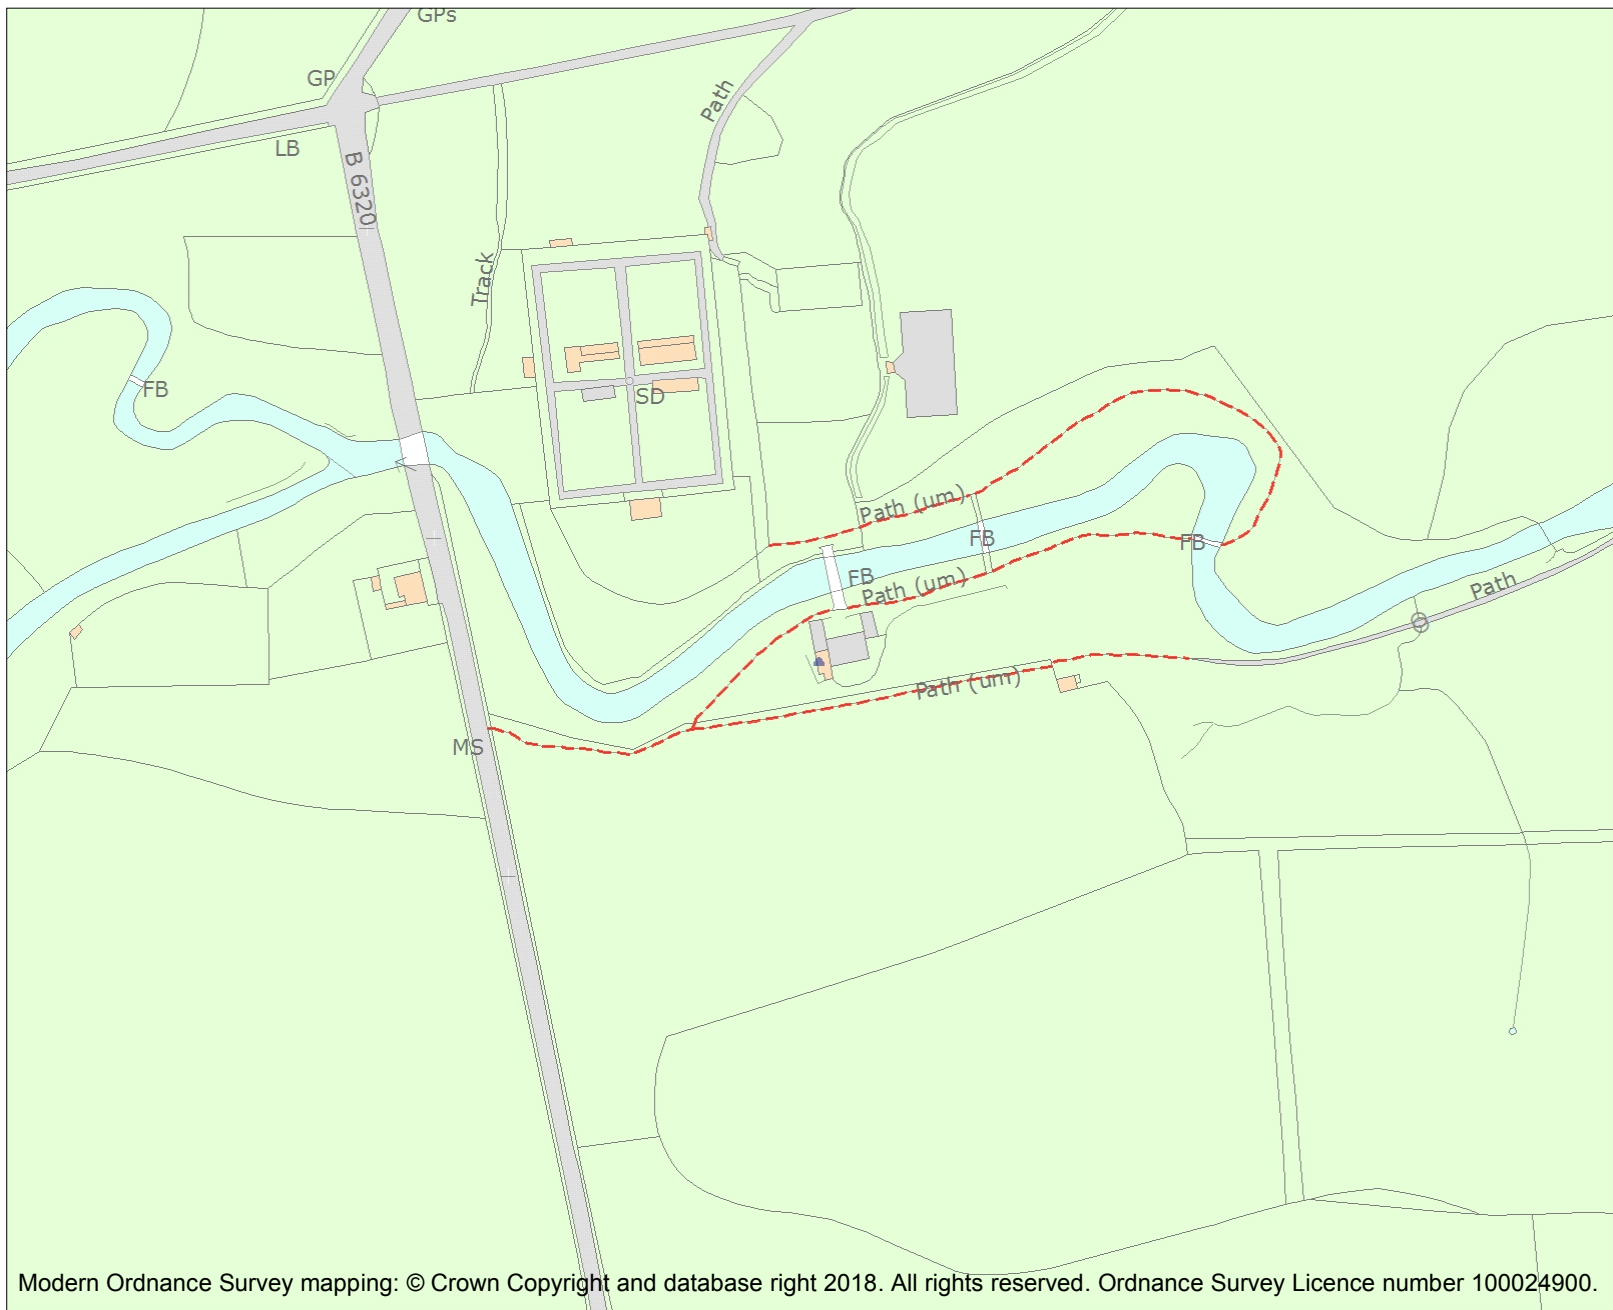 GPs
GP
Path
LB
B 6320
Track
FB
SD
Path (um)
FB
FB
FB
Path (um)
Path
Path (um)
MS
Modern Ordnance Survey mapping: © Crown Copyright and database right 2018. All rights reserved. Ordnance Survey Licence number 100024900.